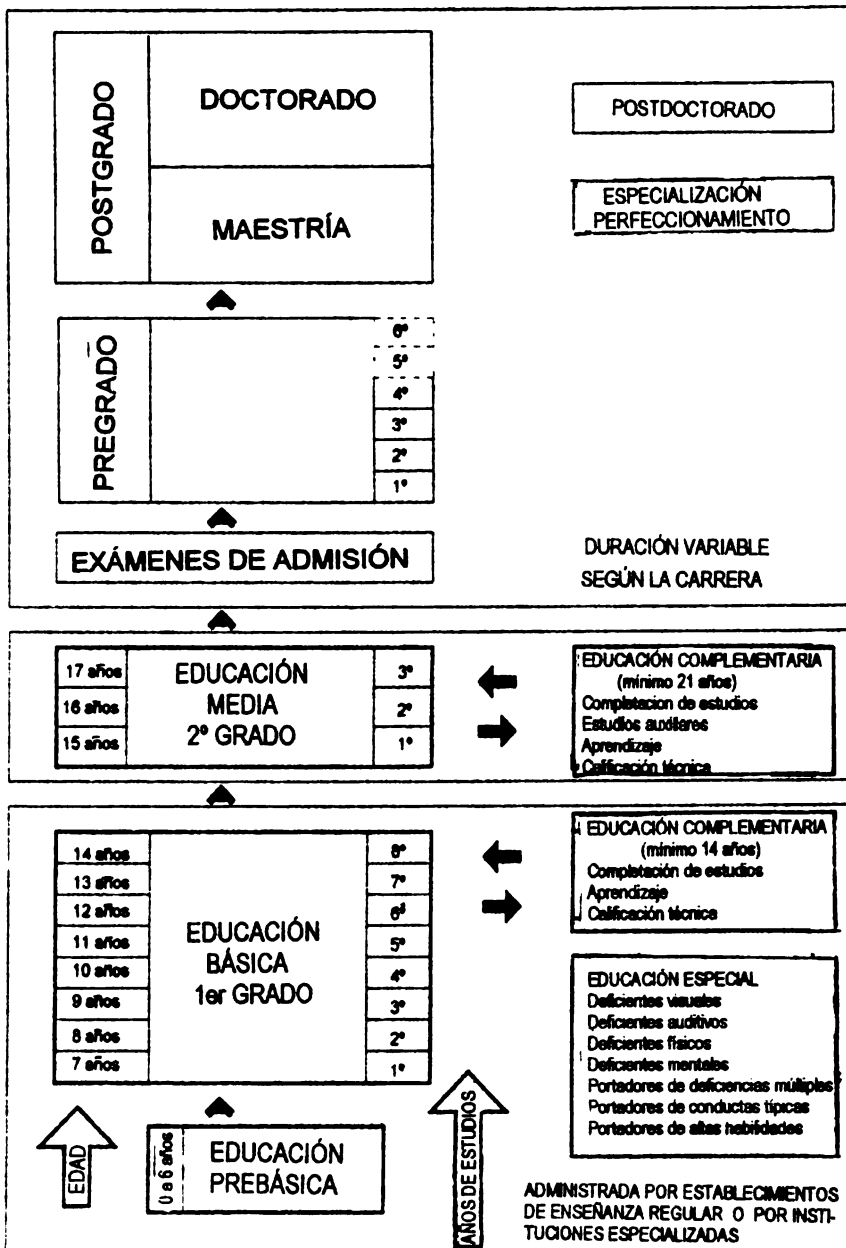 POSTGRADO
DOCTORADO
MAESTRÍA
POSTDOCTORADO
ESPECIALIZACIÓN
PERFECCIONAMIENTO
PREGRADO
6º
5º
4º
3º
2º
1º
EXÁMENES DE ADMISIÓN
DURACIÓN VARIABLE
SEGÚN LA CARRERA
17 años
16 años
15 años
EDUCACIÓN
MEDIA
2º GRADO
3º
2º
1º
EDUCACIÓN COMPLEMENTARIA
(mínimo 21 años)
Completacion de estudios
Estudios auxiliares
Aprendizaje
Calificación técnica
14 años
13 años
12 años
11 años
10 años
9 años
8 años
7 años
EDUCACIÓN
BÁSICA
1er GRADO
8º
7º
6º
5º
4º
3º
2º
1º
EDUCACIÓN COMPLEMENTARIA
(mínimo 14 años)
Completación de estudios
Aprendizaje
Calificación técnica
EDUCACIÓN ESPECIAL
Deficientes visuales
Deficientes auditivos
Deficientes físicos
Deficientes mentales
Portadores de deficiencias múltiples
Portadores de conductas típicas
Portadores de altas habilidades
EDAD
0 a 6 años
EDUCACIÓN
PREBÁSICA
AÑOS DE ESTUDIOS
ADMINISTRADA POR ESTABLECIMIENTOS
DE ENSEÑANZA REGULAR O POR INSTI-
TUCIONES ESPECIALIZADAS